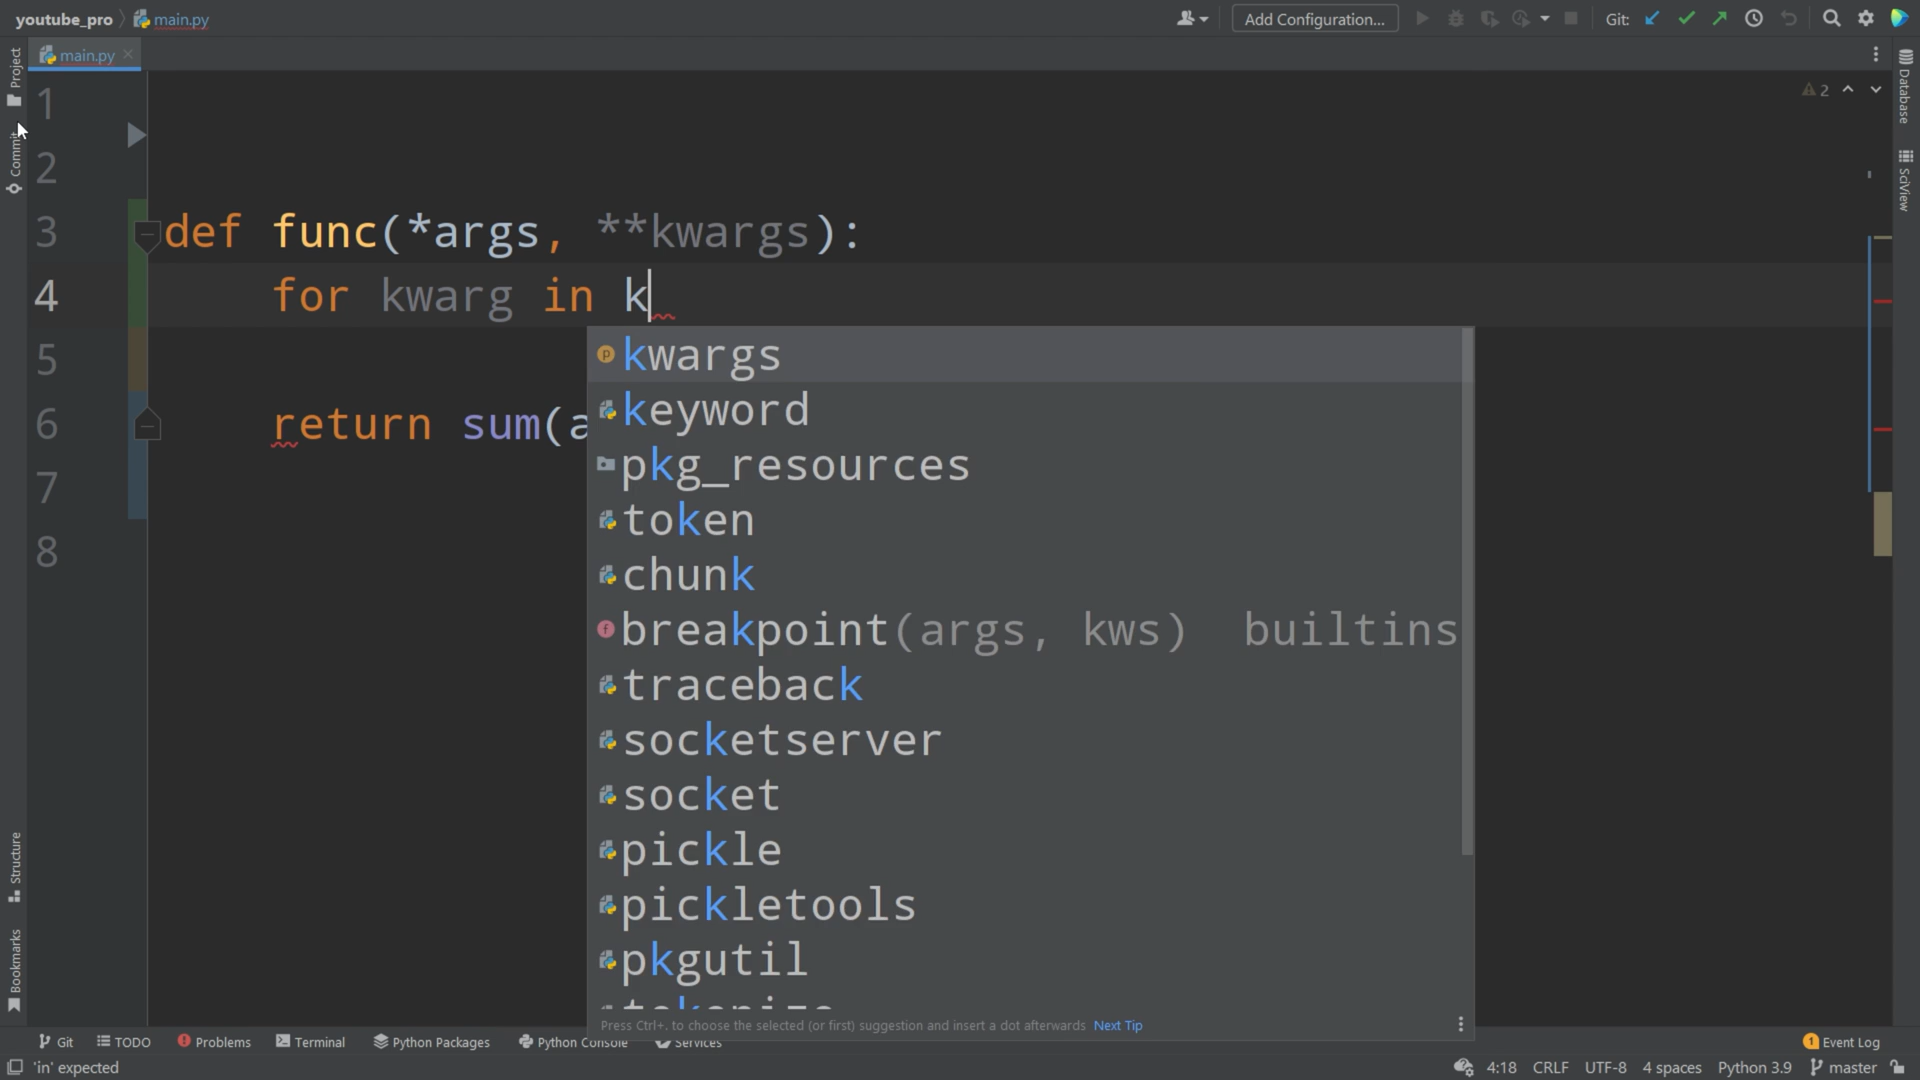 youtube_pro main.py
Add Configuration...
Git:
main.py
Project
Commit
Structure
Bookmarks
Database
SciView
2
1
2
3 def func(*args, **kwargs):
4 for kwarg in k
5
6 return sum(a
7
8
kwargs
keyword
pkg_resources
token
chunk
breakpoint(args, kws) builtins
traceback
socketserver
socket
pickle
pickletools
pkgutil
Press Ctrl+. to choose the selected (or first) suggestion and insert a dot afterwards Next Tip
Git TODO Problems Terminal Python Packages Python Console Services
1 Event Log
'in' expected
4:18 CRLF UTF-8 4 spaces Python 3.9 master